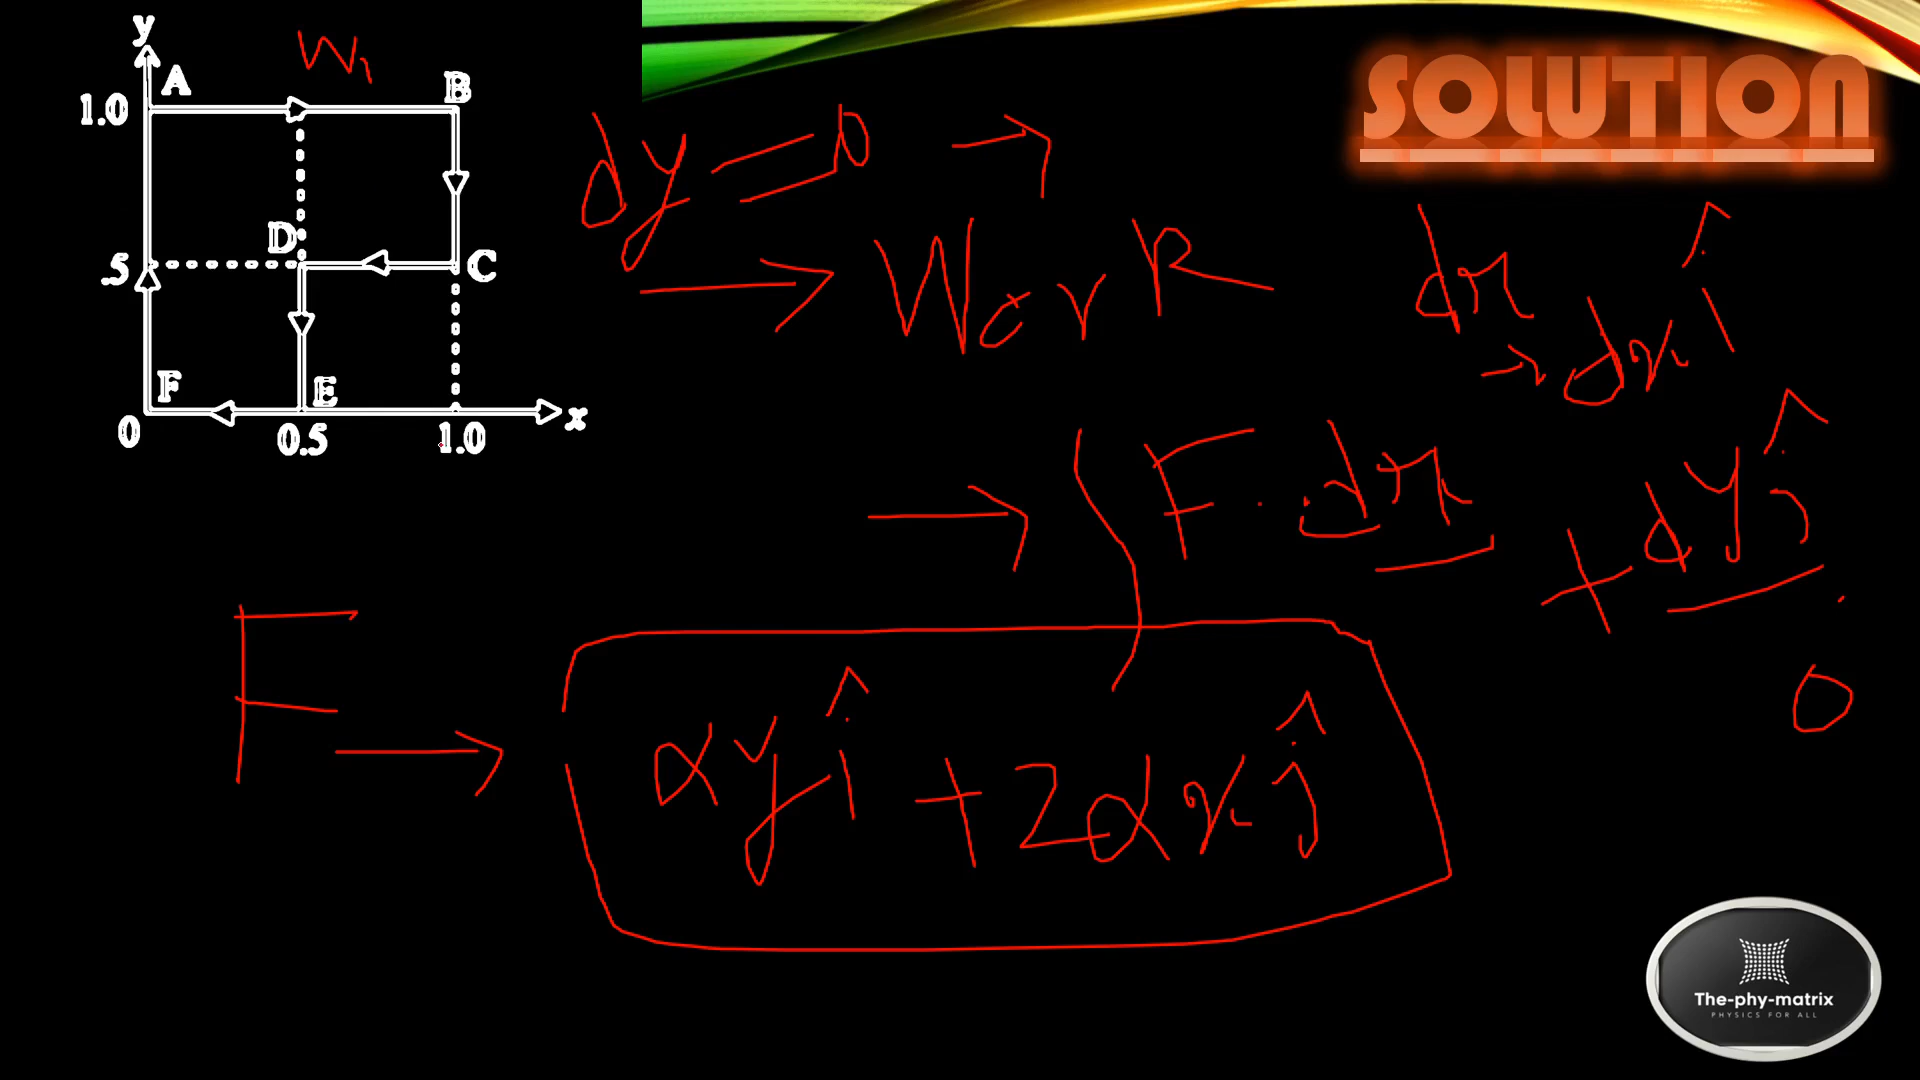 y
W₁
A
B
1.0
SOLUTION
dy = 0 →
D
C
.5
→ Work
dr
→ dx î
F
E
0
0.5
1.0
x
→ ∫ F . dr
+ dy ĵ
0
F → αy î + 2αx ĵ
The-phy-matrix
PHYSICS FOR ALL